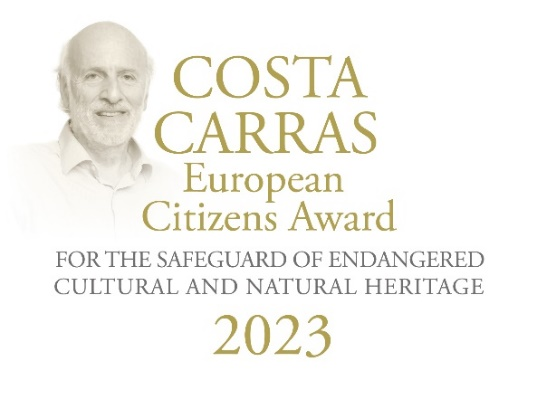 COSTA
CARRAS
European
Citizens Award
FOR THE SAFEGUARD OF ENDANGERED
CULTURAL AND NATURAL HERITAGE
2023